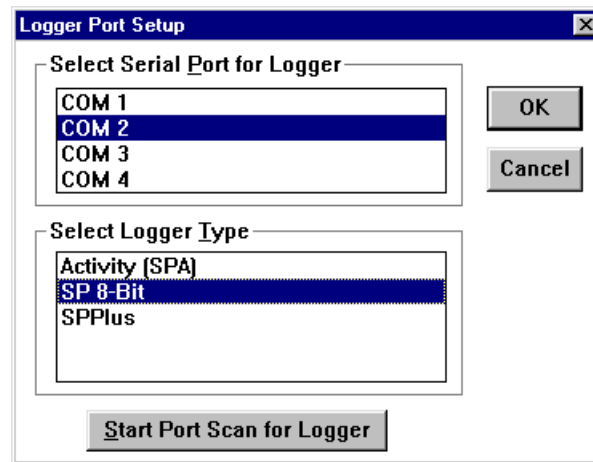 Logger Port Setup
Select Serial Port for Logger
COM 1
COM 2
COM 3
COM 4
OK
Cancel
Select Logger Type
Activity (SPA)
SP 8-Bit
SPPlus
Start Port Scan for Logger